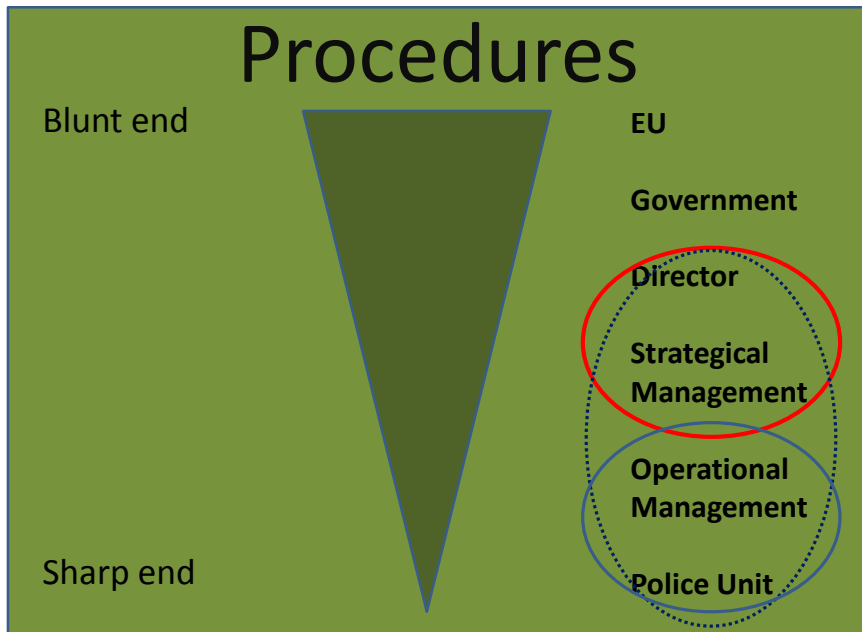 Procedures
Blunt end
EU
Government
Director
Strategical
Management
Operational
Management
Sharp end
Police Unit